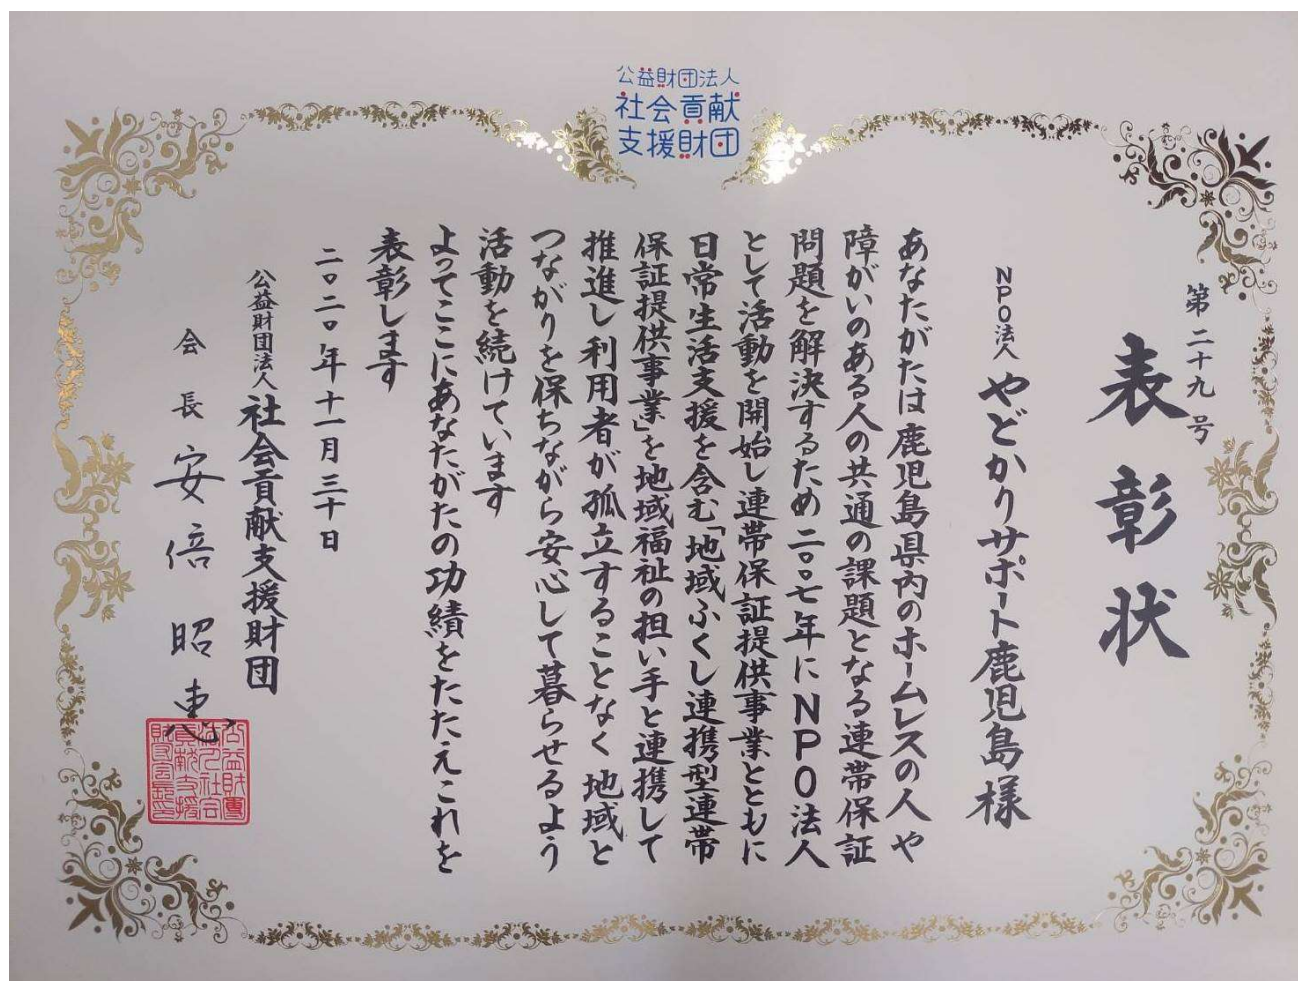 公益財団法人
社会貢献
支援財団
第二十九号
表彰状
NPO法人 やどかりサポート鹿児島様
あなたがたは鹿児島県内のホームレスの人や
障がいのある人の共通の課題となる連帯保証
問題を解決するため二〇〇七年にNPO法人
として活動を開始し連帯保証提供事業とともに
日常生活支援を含む「地域ふくし連携型連帯
保証提供事業」を地域福祉の担い手と連携して
推進し利用者が孤立することなく地域と
つながりを保ちながら安心して暮らせるよう
活動を続けています
よってここにあなたがたの功績をたたえこれを
表彰します
二〇二〇年十一月三十日
公益財団法人 社会貢献支援財団
会長 安倍昭恵